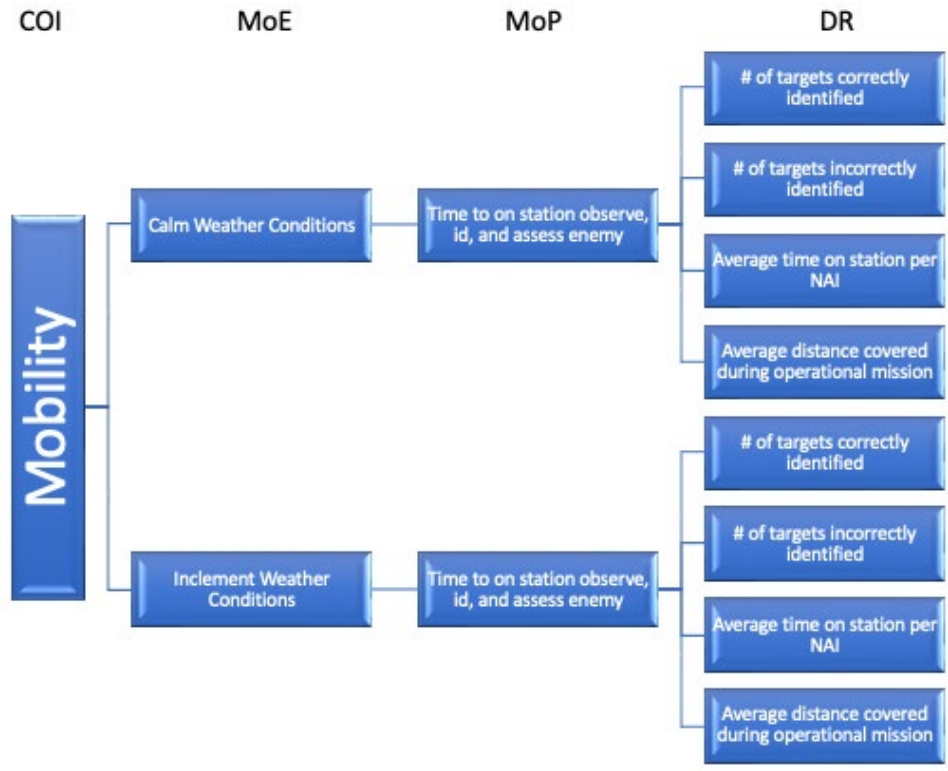 COI
MoE
MoP
DR
Mobility
Calm Weather Conditions
Time to on station observe,
id, and assess enemy
# of targets correctly
identified
# of targets incorrectly
identified
Average time on station per
NAI
Average distance covered
during operational mission
Inclement Weather
Conditions
Time to on station observe,
id, and assess enemy
# of targets correctly
identified
# of targets incorrectly
identified
Average time on station per
NAI
Average distance covered
during operational mission